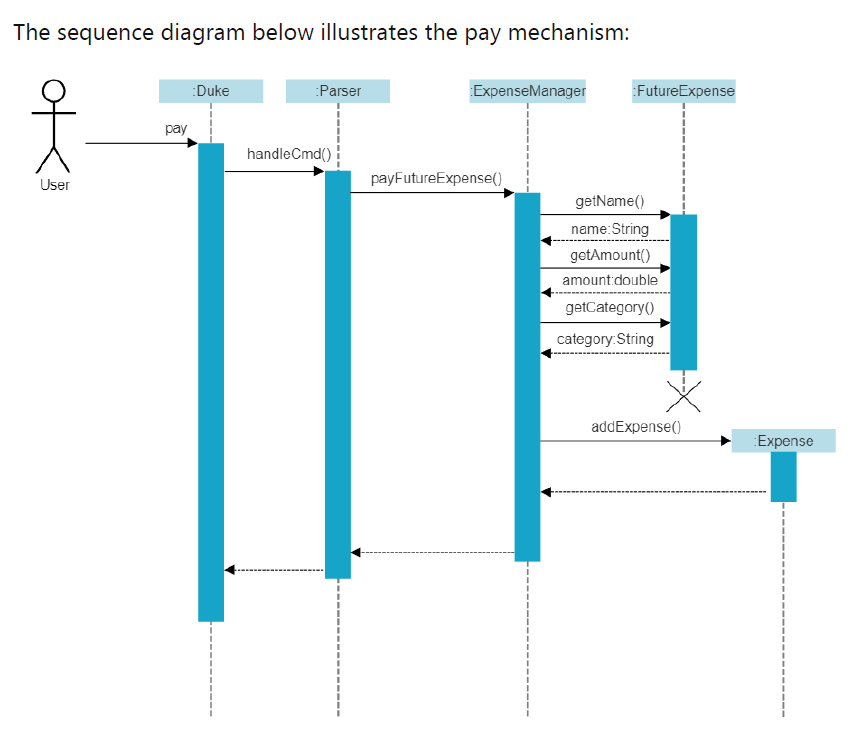 The sequence diagram below illustrates the pay mechanism:
:Duke
:Parser
:ExpenseManager
:FutureExpense
User
pay
handleCmd()
payFutureExpense()
getName()
name:String
getAmount()
amount:double
getCategory()
category:String
addExpense()
:Expense